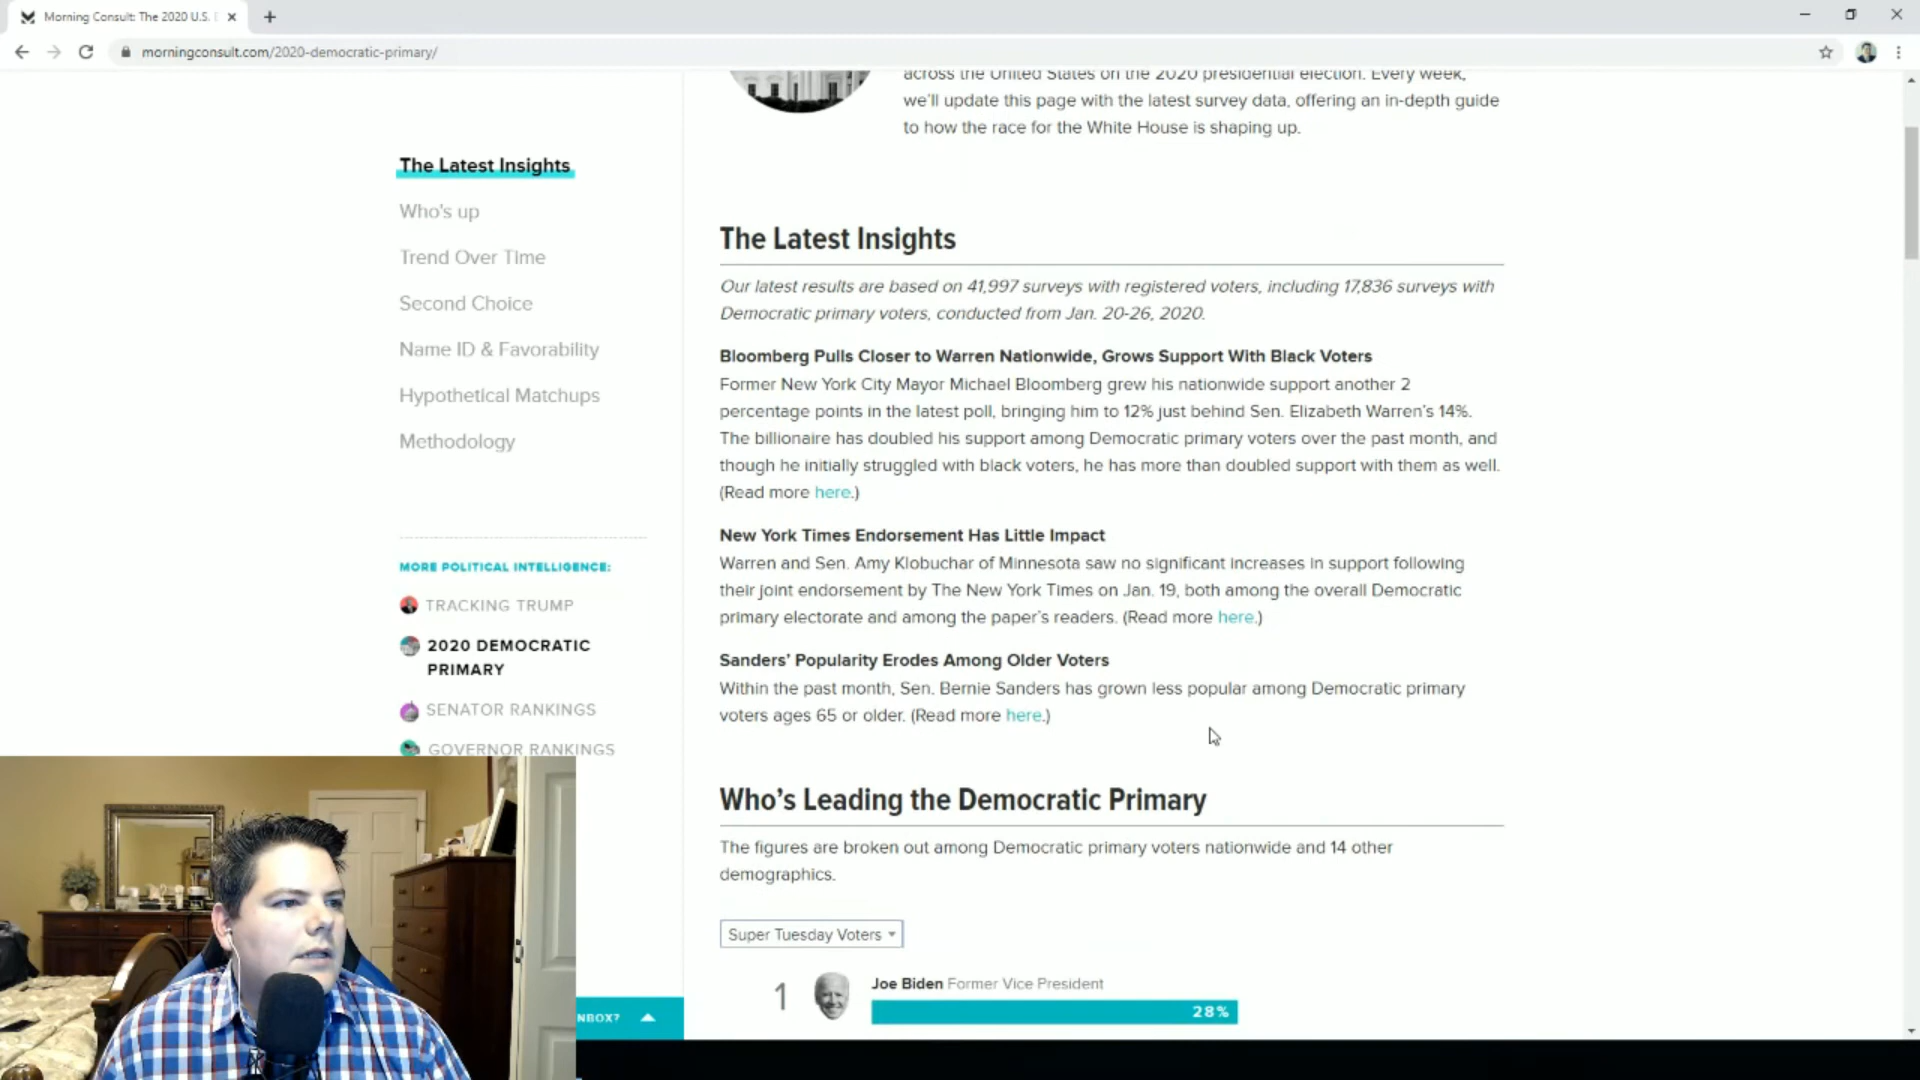 Morning Consult: The 2020 U.S. E
morningconsult.com/2020-democratic-primary/
across the United States on the 2020 presidential election. Every week,
we'll update this page with the latest survey data, offering an in-depth guide
to how the race for the White House is shaping up.
The Latest Insights
Who's up
Trend Over Time
Second Choice
Name ID & Favorability
Hypothetical Matchups
Methodology
MORE POLITICAL INTELLIGENCE:
TRACKING TRUMP
2020 DEMOCRATIC
PRIMARY
SENATOR RANKINGS
GOVERNOR RANKINGS
NBOX?
The Latest Insights
Our latest results are based on 41,997 surveys with registered voters, including 17,836 surveys with
Democratic primary voters, conducted from Jan. 20-26, 2020.
Bloomberg Pulls Closer to Warren Nationwide, Grows Support With Black Voters
Former New York City Mayor Michael Bloomberg grew his nationwide support another 2
percentage points in the latest poll, bringing him to 12% just behind Sen. Elizabeth Warren's 14%.
The billionaire has doubled his support among Democratic primary voters over the past month, and
though he initially struggled with black voters, he has more than doubled support with them as well.
(Read more here.)
New York Times Endorsement Has Little Impact
Warren and Sen. Amy Klobuchar of Minnesota saw no significant increases in support following
their joint endorsement by The New York Times on Jan. 19, both among the overall Democratic
primary electorate and among the paper's readers. (Read more here.)
Sanders' Popularity Erodes Among Older Voters
Within the past month, Sen. Bernie Sanders has grown less popular among Democratic primary
voters ages 65 or older. (Read more here.)
Who's Leading the Democratic Primary
The figures are broken out among Democratic primary voters nationwide and 14 other
demographics.
Super Tuesday Voters
1 Joe Biden Former Vice President
28%